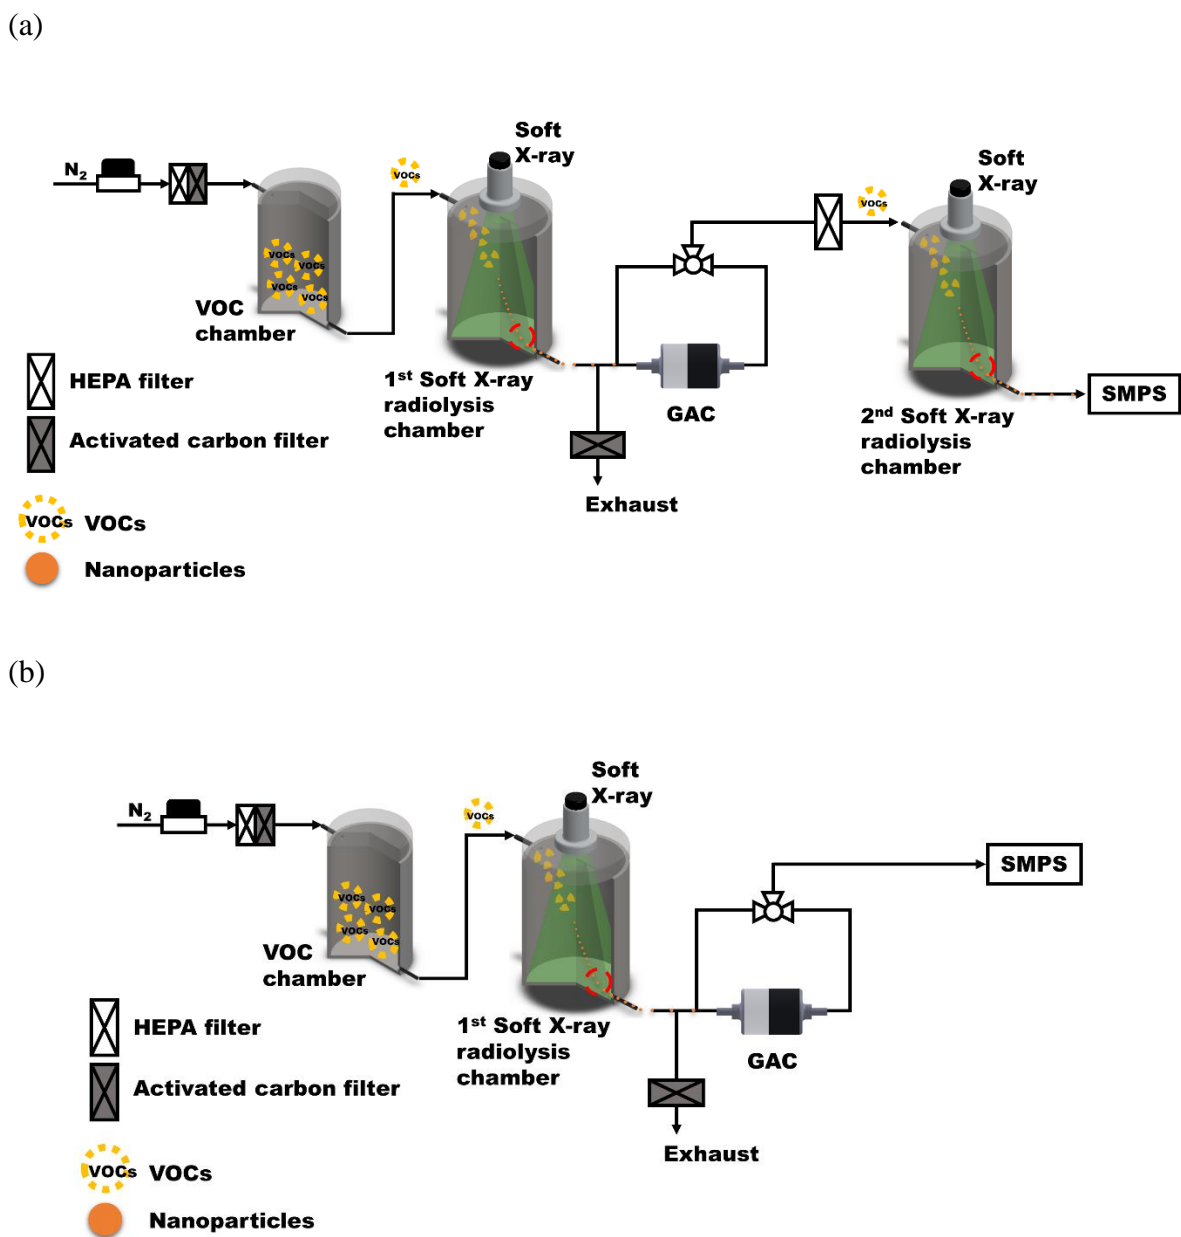 (a)
Soft
X-ray
Soft
X-ray
N2
VOCs
VOCs
VOCs
VOCs
VOCs
VOCs
VOC
chamber
HEPA filter
1st Soft X-ray
radiolysis
chamber
GAC
SMPS
2nd Soft X-ray
radiolysis
chamber
Activated carbon filter
Exhaust
VOCs VOCs
Nanoparticles
(b)
Soft
X-ray
N2
VOCs
SMPS
VOCs
VOCs
VOCs
VOCs
VOC
chamber
HEPA filter
1st Soft X-ray
radiolysis
chamber
GAC
Activated carbon filter
Exhaust
VOCs VOCs
Nanoparticles